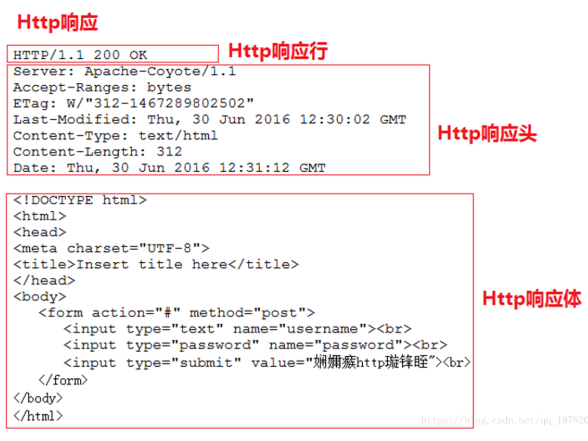 Http响应
HTTP/1.1 200 OK
Http响应行
Server: Apache-Coyote/1.1
Accept-Ranges: bytes
ETag: W/"312-1467289802502"
Last-Modified: Thu, 30 Jun 2016 12:30:02 GMT
Content-Type: text/html
Content-Length: 312
Date: Thu, 30 Jun 2016 12:31:12 GMT
Http响应头
<!DOCTYPE html>
<html>
<head>
<meta charset="UTF-8">
<title>Insert title here</title>
</head>
<body>
<form action="#" method="post">
<input type="text" name="username"><br>
<input type="password" name="password"><br>
<input type="submit" value="娴嬭瘯http璇锋眰"><br>
</form>
</body>
</html>
Http响应体
https://blog.csdn.net/qq_197820